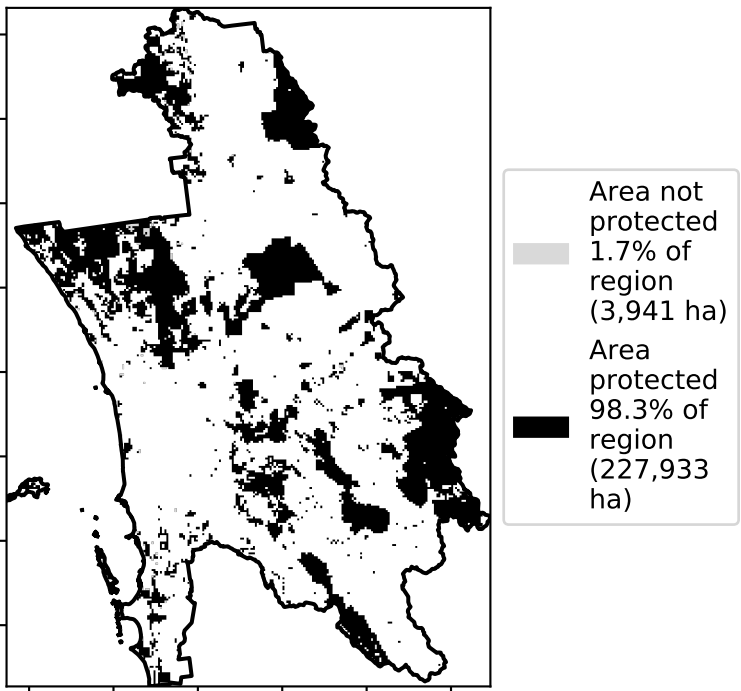 Area not
protected
1.7% of
region
(3,941 ha)
Area
protected
98.3% of
region
(227,933
ha)